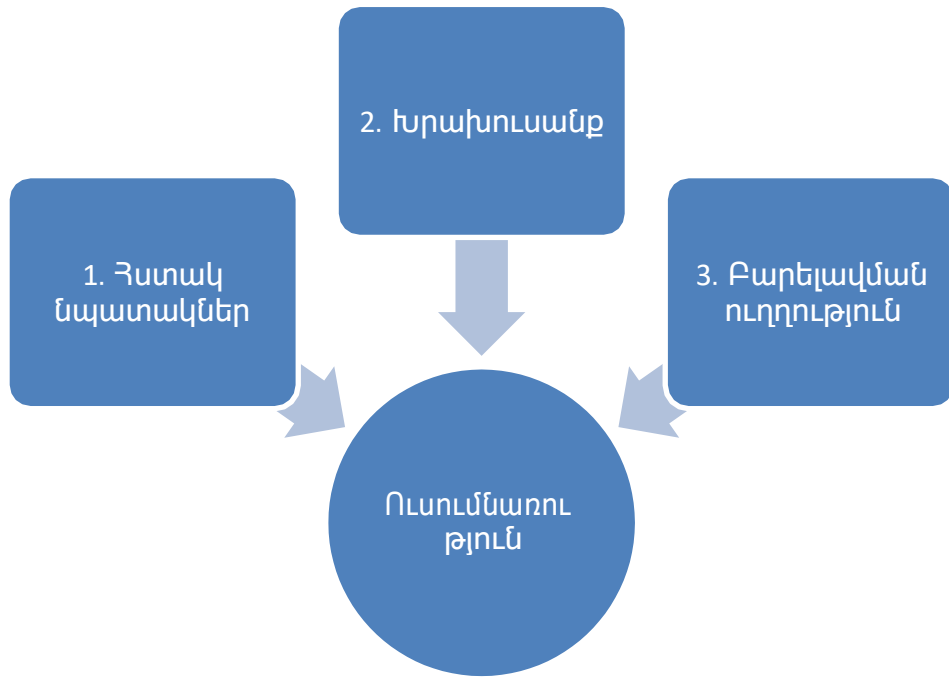 1. Հստակ
նպատակներ
2. Խրախուսանք
3. Բարելավման
ուղղություն
Ուսումնառու
թյուն